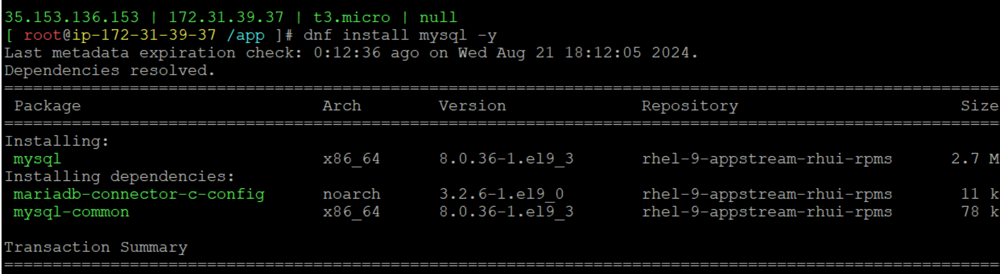 35.153.136.153 | 172.31.39.37 | t3.micro | null
[ root@ip-172-31-39-37 /app ]# dnf install mysql -y
Last metadata expiration check: 0:12:36 ago on Wed Aug 21 18:12:05 2024.
Dependencies resolved.
================================================================================
Package Arch Version Repository Size
================================================================================
Installing:
mysql x86_64 8.0.36-1.el9_3 rhel-9-appstream-rhui-rpms 2.7 M
Installing dependencies:
mariadb-connector-c-config noarch 3.2.6-1.el9_0 rhel-9-appstream-rhui-rpms 11 k
mysql-common x86_64 8.0.36-1.el9_3 rhel-9-appstream-rhui-rpms 78 k
Transaction Summary
================================================================================